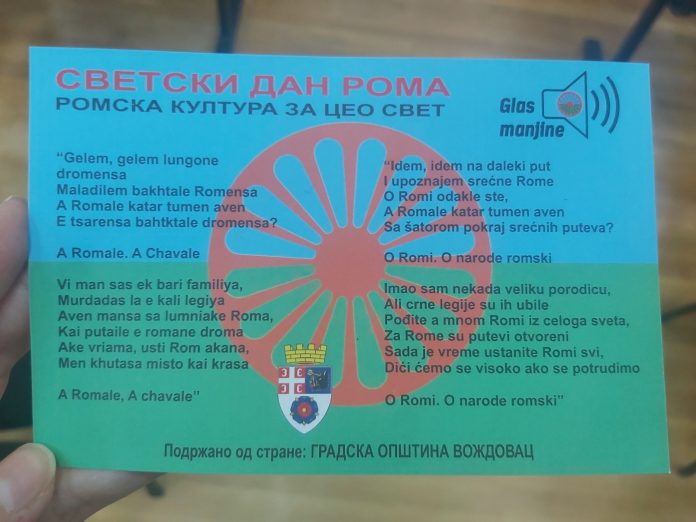 СВЕТСКИ ДАН РОМА
РОМСКА КУЛТУРА ЗА ЦЕО СВЕТ
Glas
manjine
“Gelem, gelem lungone
dromensa
Maladilem bakhtale Romensa
A Romale katar tumen aven
E tsarensa bahtktale dromensa?
A Romale. A Chavale
Vi man sas ek bari familiya,
Murdadas la e kali legiya
Aven mansa sa lumniake Roma,
Kai putaile e romane droma
Ake vriama, usti Rom akana,
Men khutasa misto kai krasa
A Romale, A chavale”
“Idem, idem na daleki put
I upoznajem srećne Rome
O Romi odakle ste,
A Romale katar tumen aven
Sa šatorom pokraj srećnih puteva?
O Romi. O narode romski
Imao sam nekada veliku porodicu,
Ali crne legije su ih ubile
Pođite a mnom Romi iz celoga sveta,
Za Rome su putevi otvoreni
Sada je vreme ustanite Romi svi,
Dići ćemo se visoko ako se potrudimo
O Romi. O narode romski”
Подржано од стране: ГРАДСКА ОПШТИНА ВОЖДОВАЦ